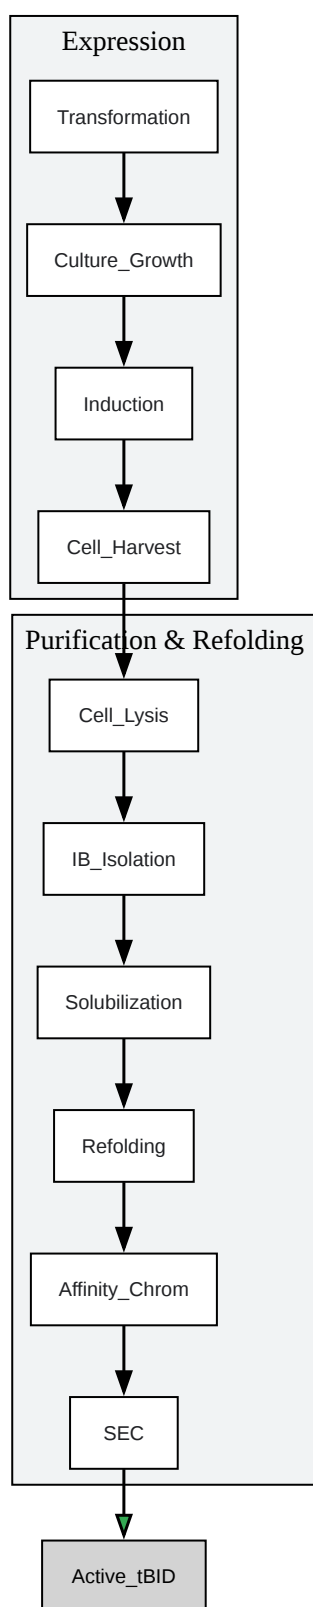 Expression
Transformation
Culture_Growth
Induction
Cell_Harvest
Purification & Refolding
Cell_Lysis
IB_Isolation
Solubilization
Refolding
Affinity_Chrom
SEC
Active_tBID